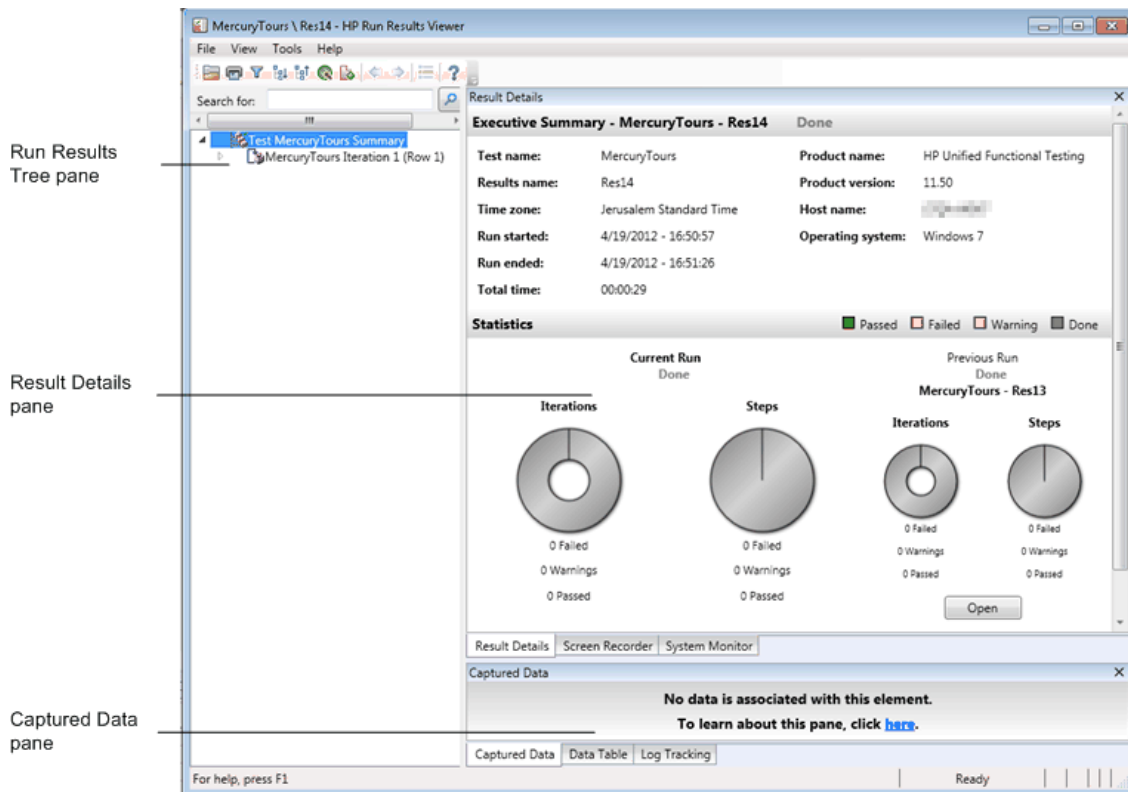 MercuryTours \ Res14 - HP Run Results Viewer
File View Tools Help
Search for:
Test MercuryTours Summary
MercuryTours Iteration 1 (Row 1)
Run Results
Tree pane
Result Details
pane
Captured Data
pane
Result Details
Executive Summary - MercuryTours - Res14 Done
Test name: MercuryTours Product name: HP Unified Functional Testing
Results name: Res14 Product version: 11.50
Time zone: Jerusalem Standard Time Host name:
Run started: 4/19/2012 - 16:50:57 Operating system: Windows 7
Run ended: 4/19/2012 - 16:51:26
Total time: 00:00:29
Statistics Passed Failed Warning Done
Current Run Previous Run
Done Done
MercuryTours - Res13
Iterations Steps Iterations Steps
0 Failed 0 Failed 0 Failed 0 Failed
0 Warnings 0 Warnings 0 Warnings 0 Warnings
0 Passed 0 Passed 0 Passed 0 Passed
Open
Result Details Screen Recorder System Monitor
Captured Data
No data is associated with this element.
To learn about this pane, click here.
Captured Data Data Table Log Tracking
For help, press F1 Ready